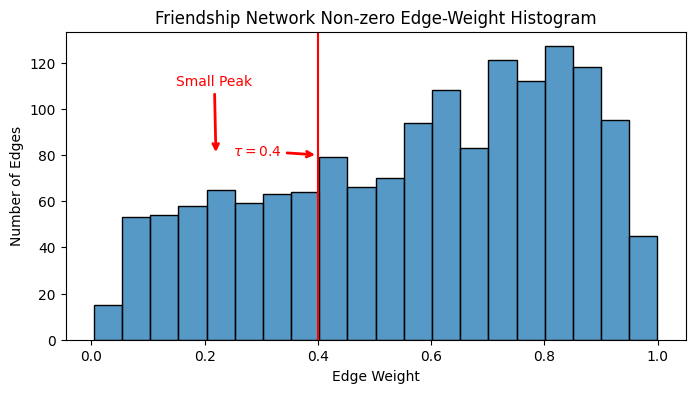 Friendship Network Non-zero Edge-Weight Histogram
Small Peak
τ = 0.4
Number of Edges
120
100
80
60
40
20
0
0.0 0.2 0.4 0.6 0.8 1.0
Edge Weight